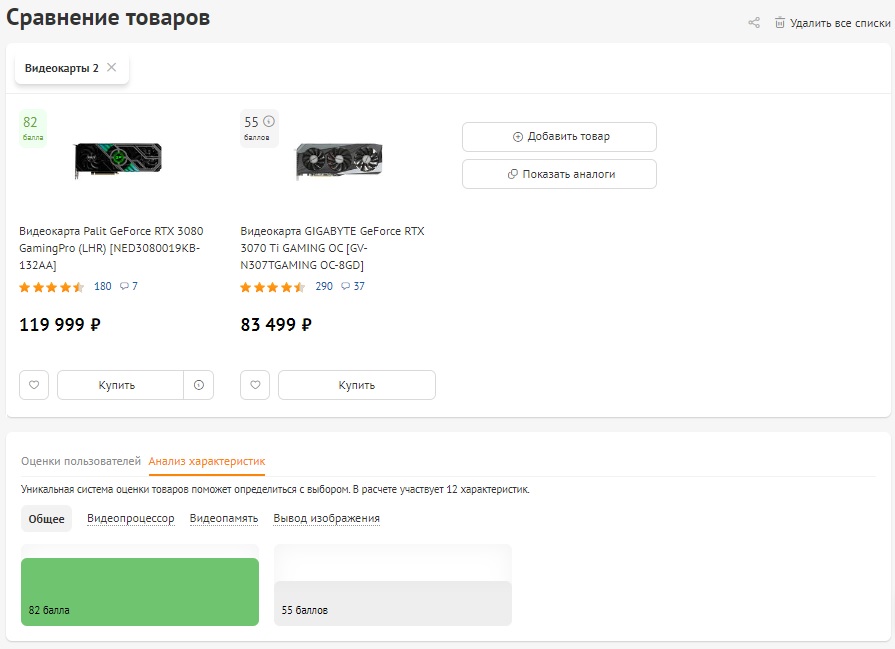 Сравнение товаров
Удалить все списки
Видеокарты 2
82
балла
55
баллов
Добавить товар
Показать аналоги
Видеокарта Palit GeForce RTX 3080
GamingPro (LHR) [NED3080019KB-
132AA]
180 7
119 999 ₽
Купить
Видеокарта GIGABYTE GeForce RTX
3070 Ti GAMING OC [GV-
N307TGAMING OC-8GD]
290 37
83 499 ₽
Купить
Оценки пользователей Анализ характеристик
Уникальная система оценки товаров поможет определиться с выбором. В расчете участвует 12 характеристик.
Общее Видеопроцессор Видеопамять Вывод изображения
82 балла 55 баллов